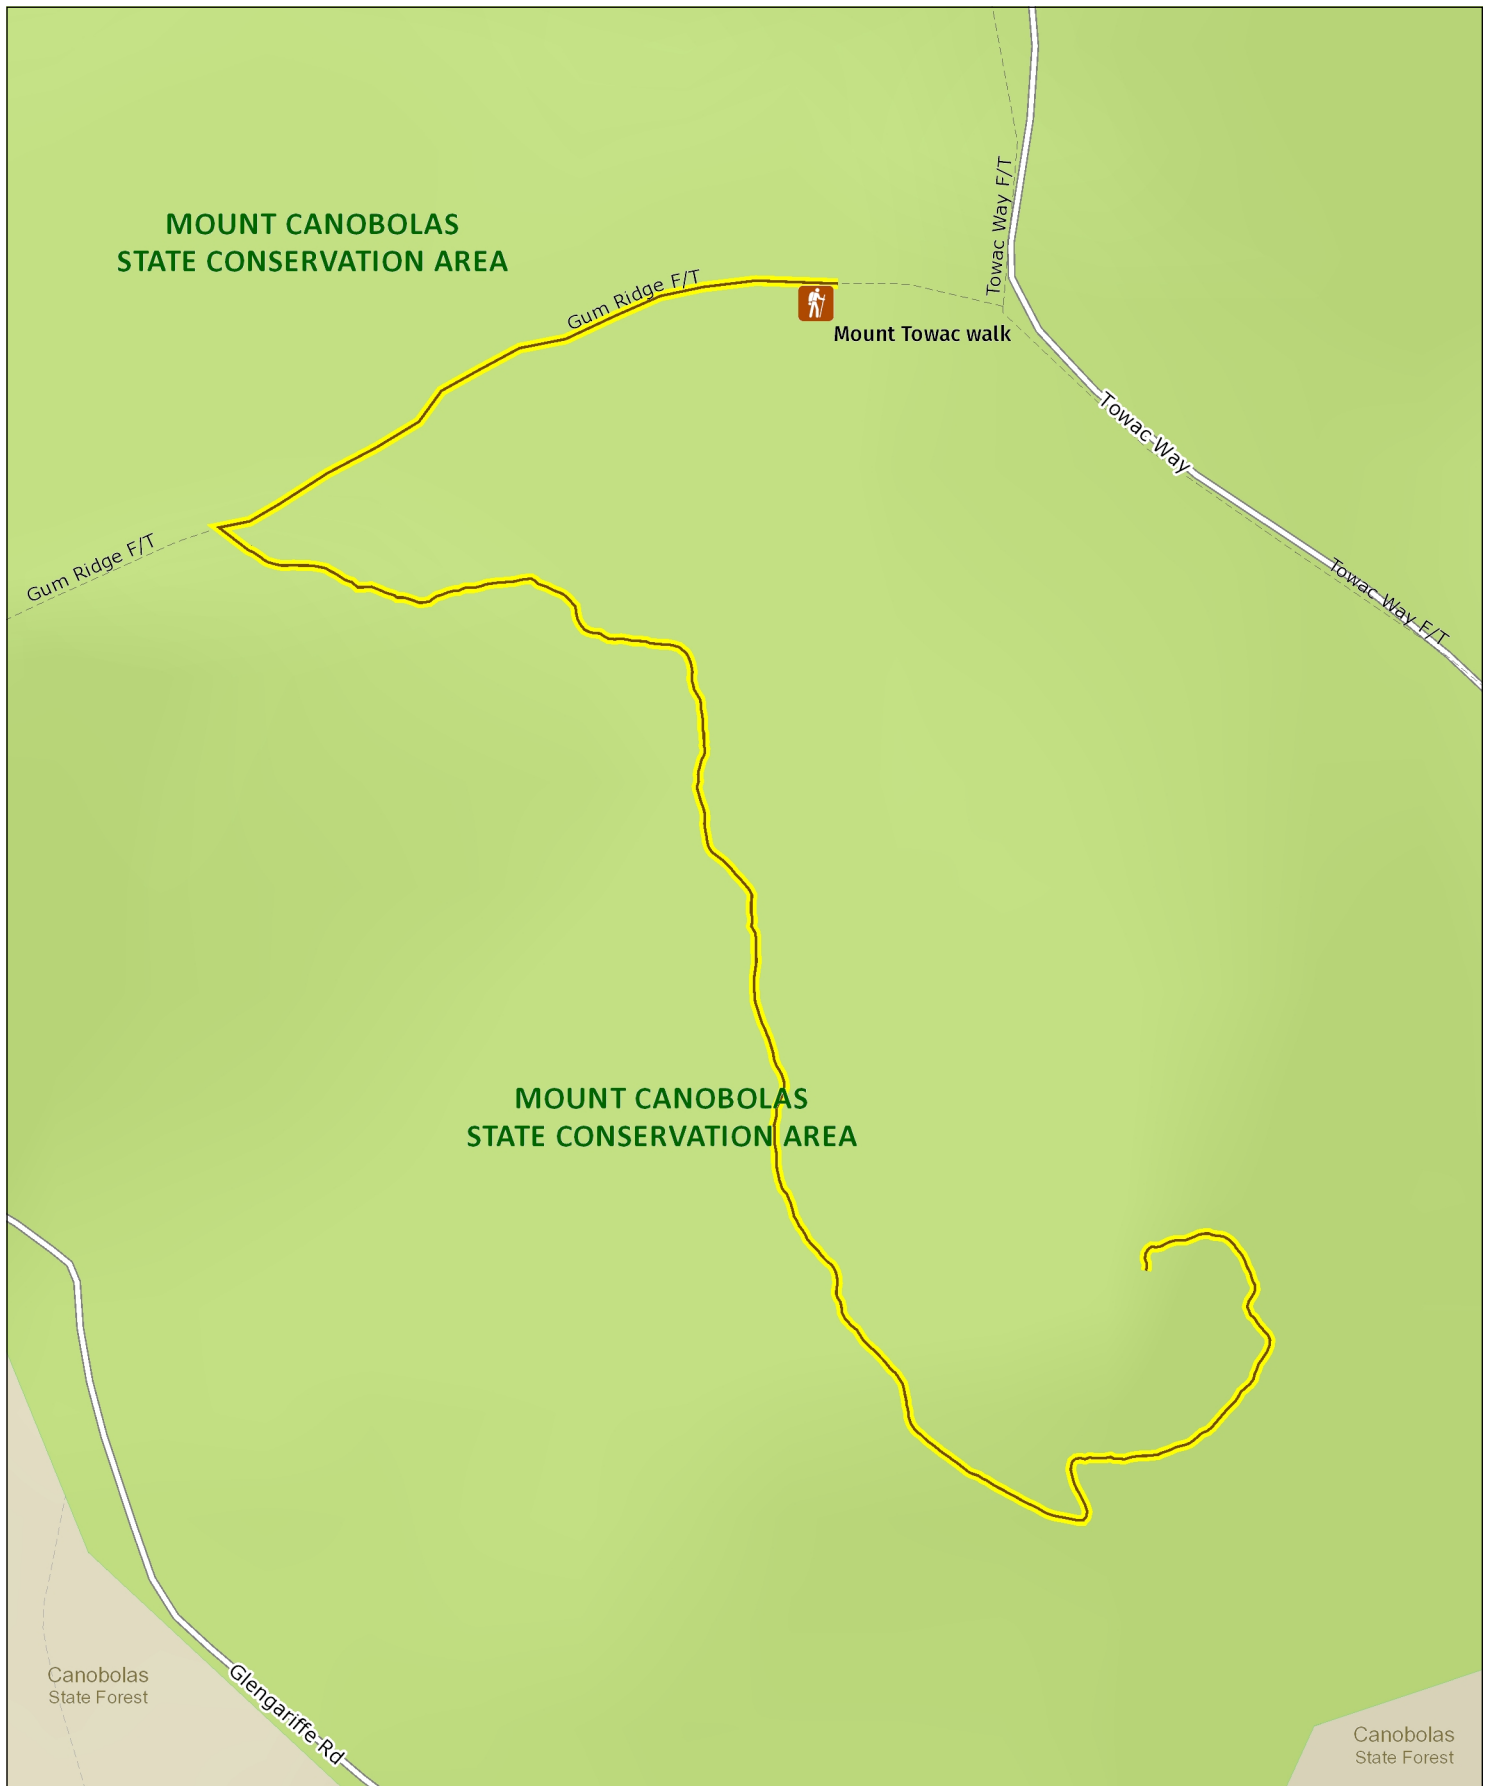 Towac Way F/T
MOUNT CANOBOLAS
STATE CONSERVATION AREA
Gum Ridge F/T
Mount Towac walk
Towac Way
Gum Ridge F/T
Towac Way F/T
MOUNT CANOBOLAS
STATE CONSERVATION AREA
Canobolas
State Forest
Glengariffe Rd
Canobolas
State Forest